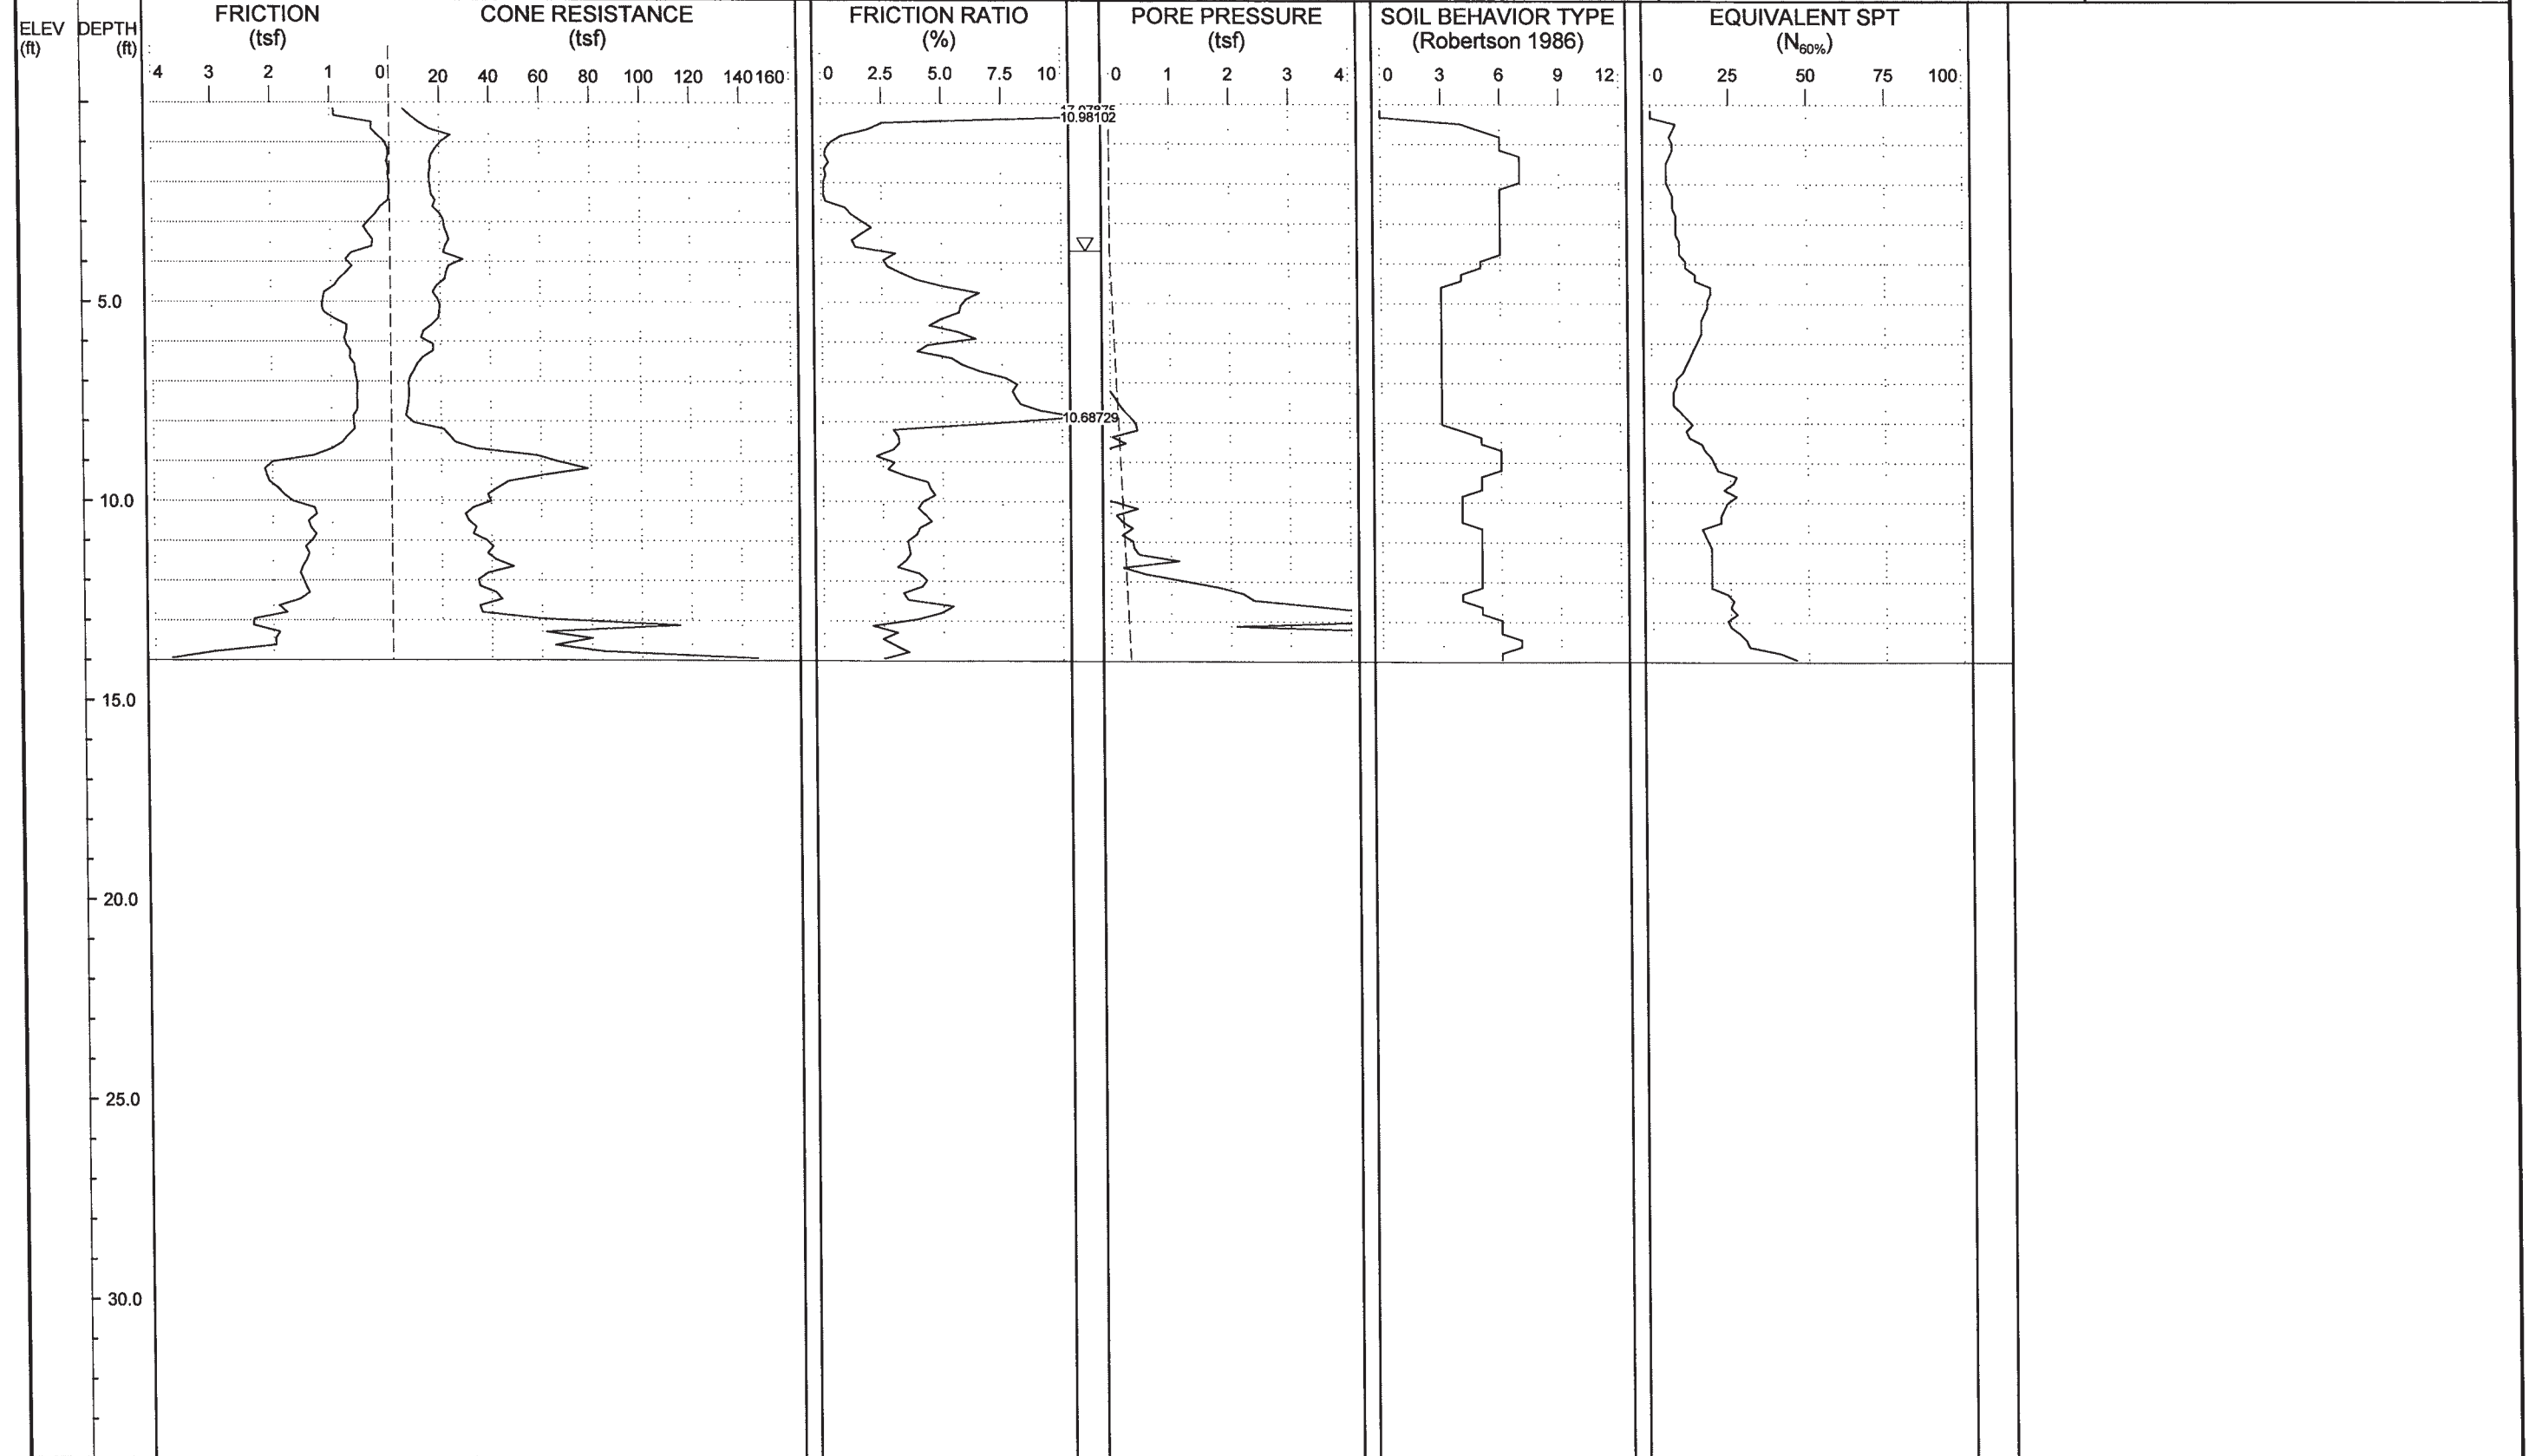 ELEV
(ft)
DEPTH
(ft)
FRICTION
(tsf)
4 3 2 1 0
CONE RESISTANCE
(tsf)
20 40 60 80 100 120 140 160
FRICTION RATIO
(%)
0 2.5 5.0 7.5 10
PORE PRESSURE
(tsf)
0 1 2 3 4
SOIL BEHAVIOR TYPE
(Robertson 1986)
0 3 6 9 12
EQUIVALENT SPT
(N60%)
0 25 50 75 100
10.98102
5.0
10.68729
10.0
15.0
20.0
25.0
30.0